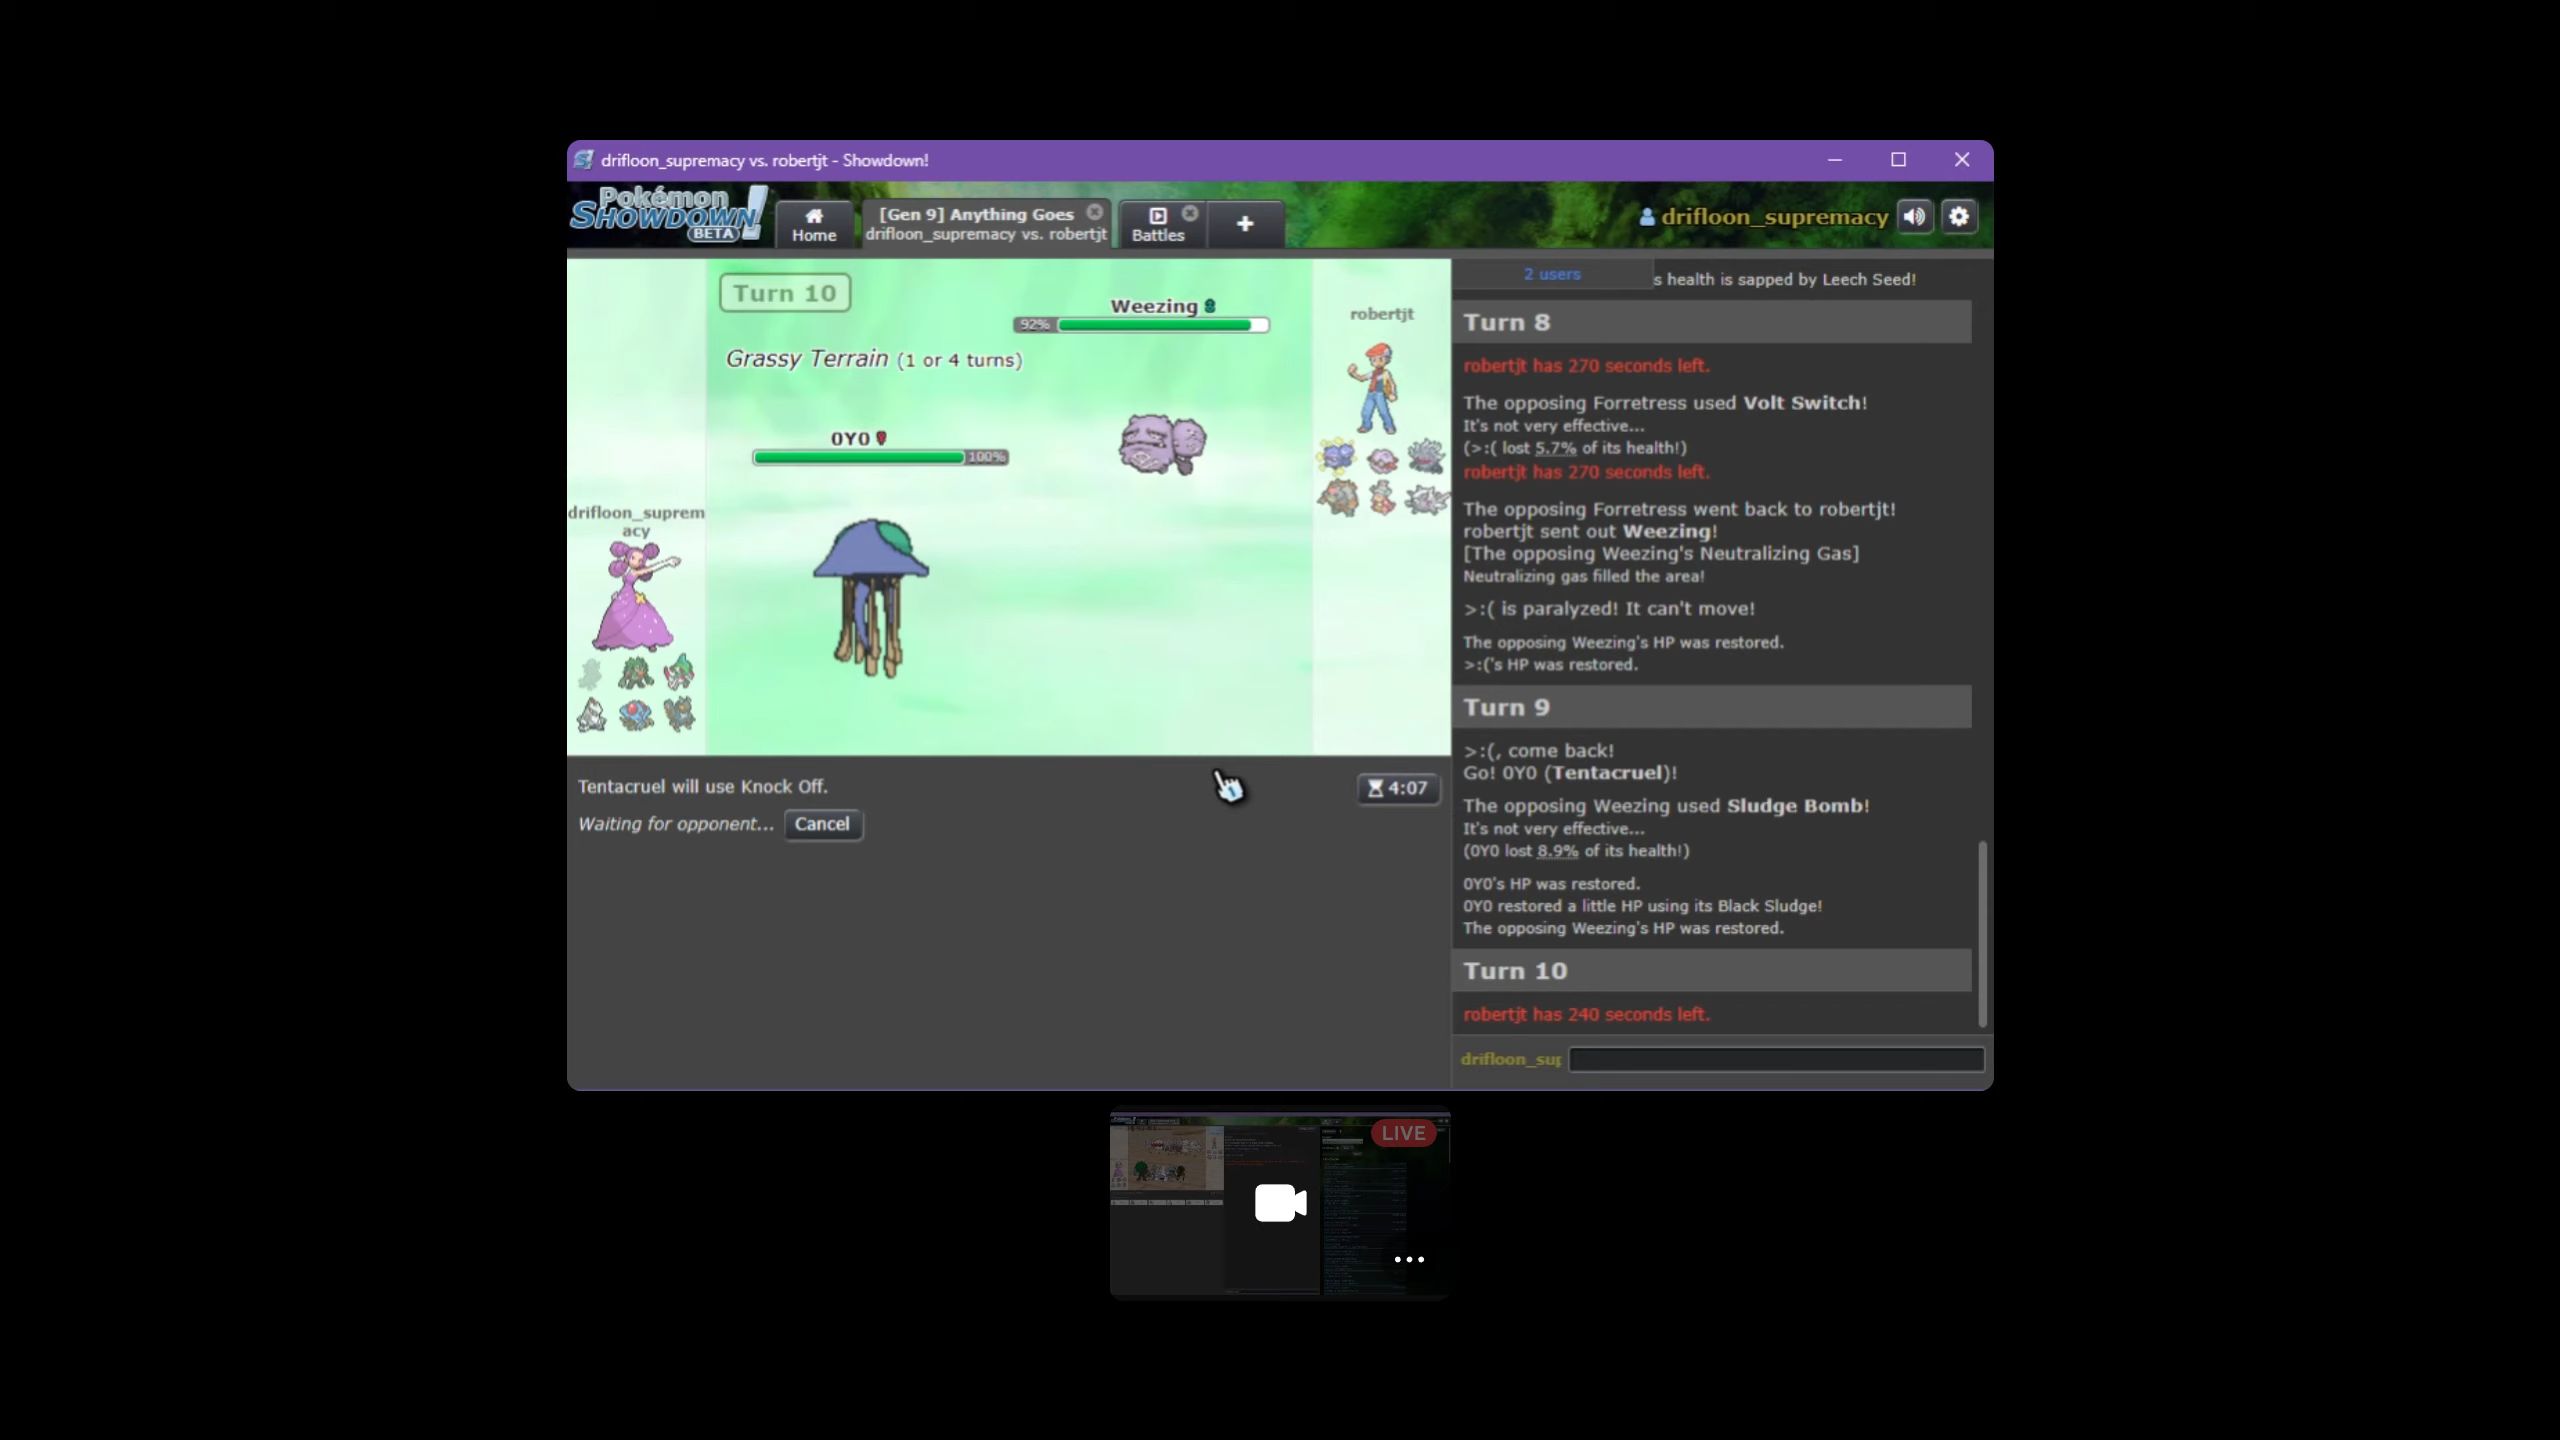 drifloon_supremacy vs. robertjt - Showdown!
Pokémon
SHOWDOWN!
BETA
Home
[Gen 9] Anything Goes
drifloon_supremacy vs. robertjt
Battles
+
drifloon_supremacy
Turn 10
Weezing
92%
Grassy Terrain (1 or 4 turns)
0Y0
100%
robertjt
drifloon_suprem
acy
Tentacruel will use Knock Off.
4:07
Waiting for opponent...
Cancel
2 users
s health is sapped by Leech Seed!
Turn 8
robertjt has 270 seconds left.
The opposing Forretress used Volt Switch!
It's not very effective...
(>:( lost 5.7% of its health!)
robertjt has 270 seconds left.
The opposing Forretress went back to robertjt!
robertjt sent out Weezing!
[The opposing Weezing's Neutralizing Gas]
Neutralizing gas filled the area!
>:( is paralyzed! It can't move!
The opposing Weezing's HP was restored.
>:('s HP was restored.
Turn 9
>:(, come back!
Go! 0Y0 (Tentacruel)!
The opposing Weezing used Sludge Bomb!
It's not very effective...
(0Y0 lost 8.9% of its health!)
0Y0's HP was restored.
0Y0 restored a little HP using its Black Sludge!
The opposing Weezing's HP was restored.
Turn 10
robertjt has 240 seconds left.
drifloon_sup
LIVE